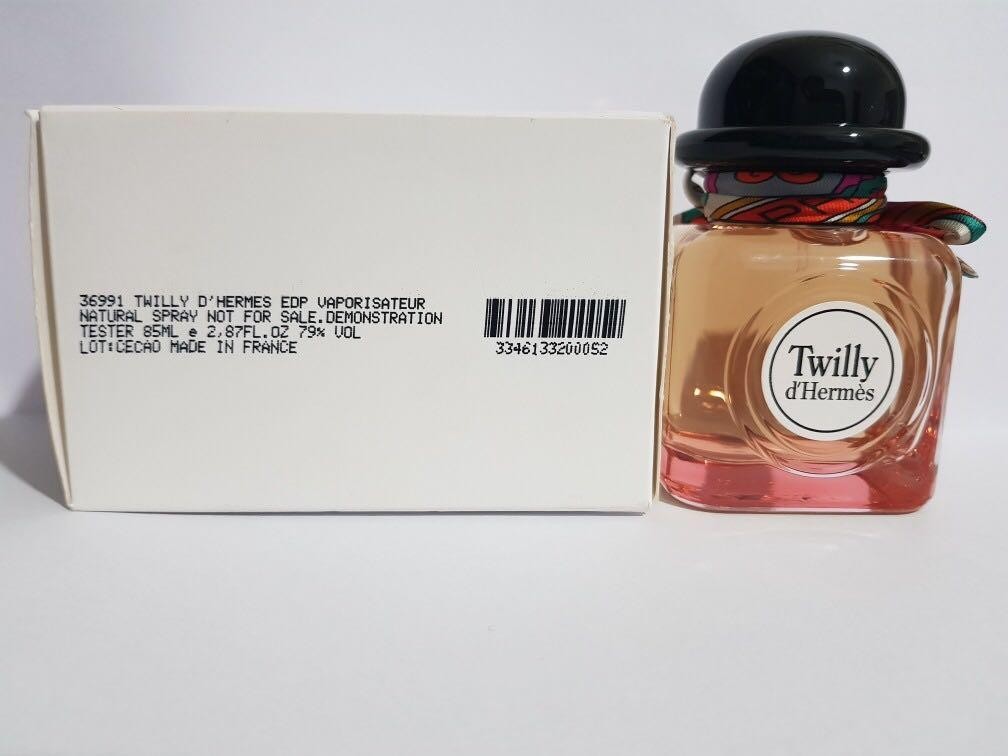 36991 TWILLY D'HERMES EDP VAPORISATEUR
NATURAL SPRAY NOT FOR SALE.DEMONSTRATION
TESTER 85ML e 2,87FL.OZ 79% VOL
LOT:CECAO MADE IN FRANCE
3346133200052
Twilly
d'Hermès